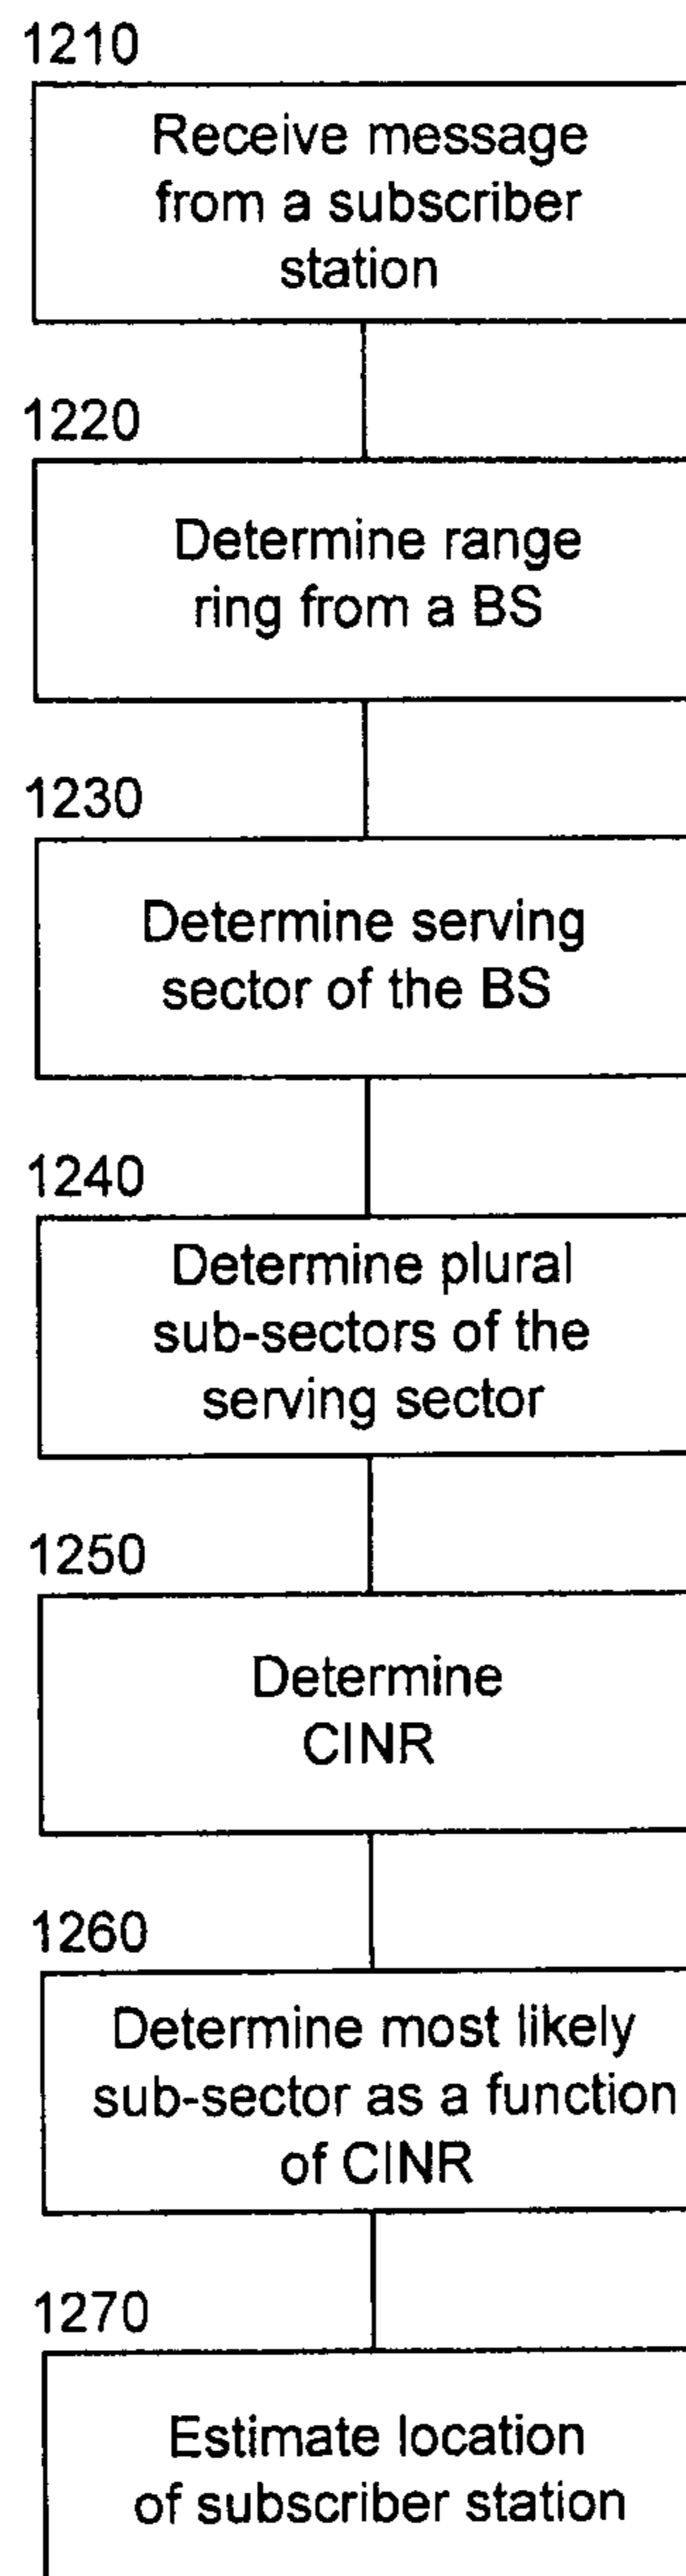 1210
Receive message
from a subscriber
station
1220
Determine range
ring from a BS
1230
Determine serving
sector of the BS
1240
Determine plural
sub-sectors of the
serving sector
1250
Determine
CINR
1260
Determine most likely
sub-sector as a function
of CINR
1270
Estimate location
of subscriber station